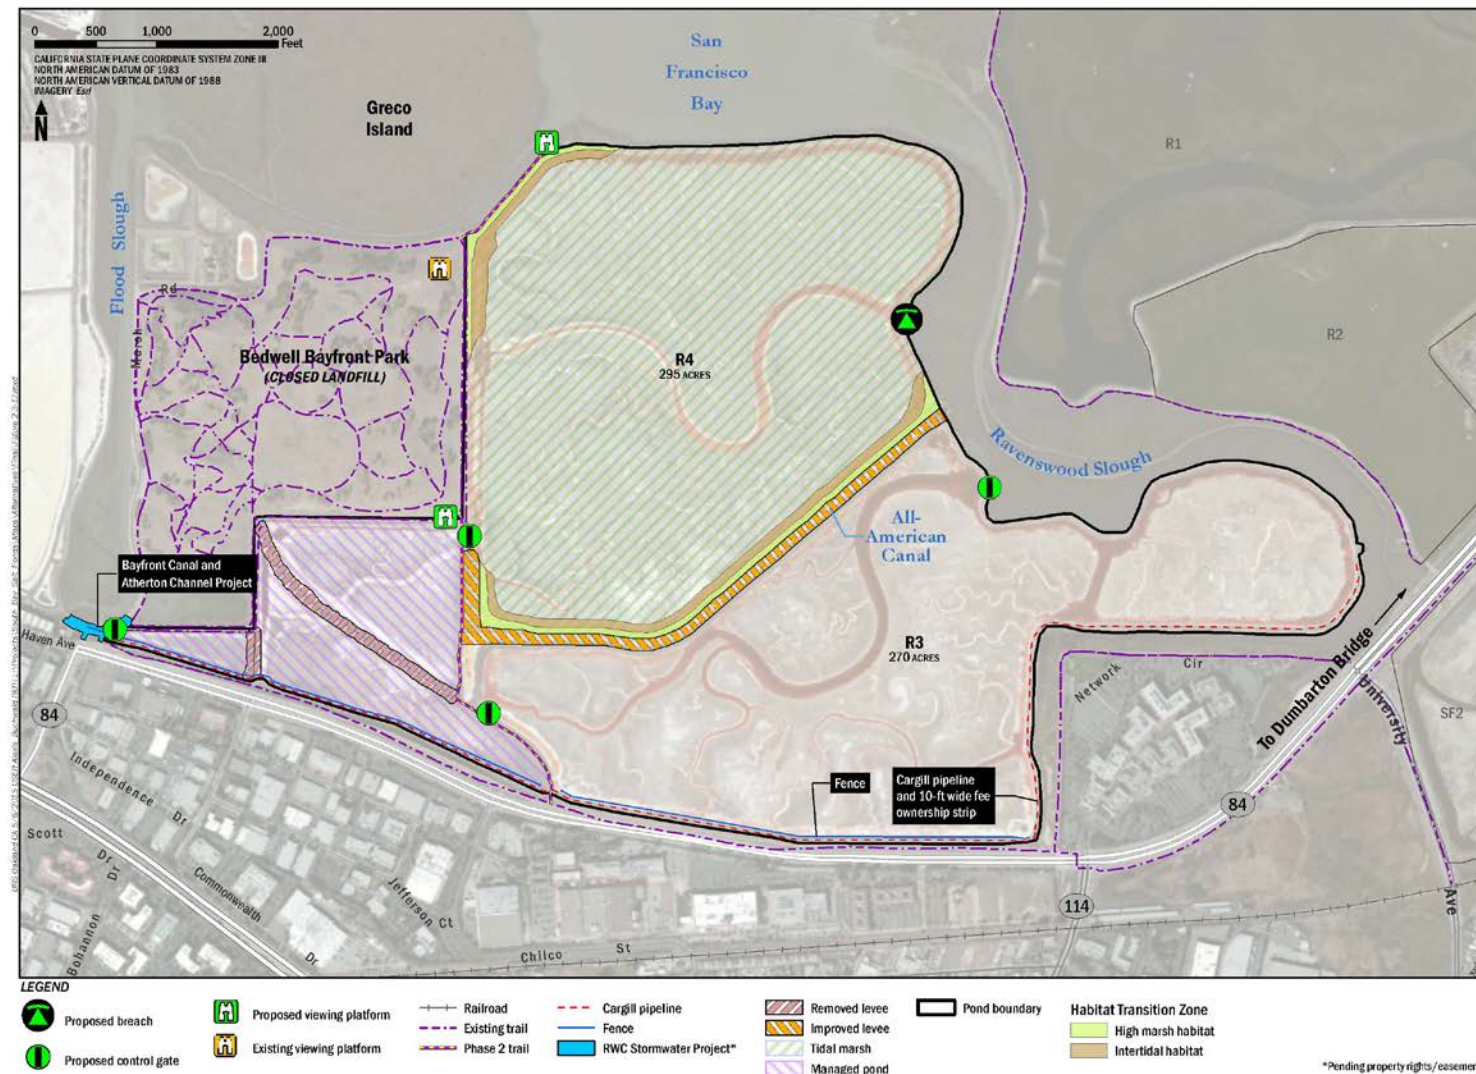 0 500 1,000 2,000
Feet
CALIFORNIA STATE PLANE COORDINATE SYSTEM ZONE III
NORTH AMERICAN DATUM OF 1983
NORTH AMERICAN VERTICAL DATUM OF 1988
IMAGERY Esri
N
Greco
Island
San
Francisco
Bay
R1
Flood Slough
Marsh Rd
R2
Bedwell Bayfront Park
(CLOSED LANDFILL)
R4
295 ACRES
Ravenswood Slough
All-
American
Canal
Bayfront Canal and
Atherton Channel Project
Haven Ave
R3
270 ACRES
Network Cir
To Dumbarton Bridge
University
Ave
SF2
84
Independence Dr
Fence
Cargill pipeline
and 10-ft wide fee
ownership strip
84
Scott
Dr
Commonwealth
Dr
Jefferson
Ct
114
Bohannon
Dr
Chilco St
LEGEND
Proposed breach
Proposed control gate
Proposed viewing platform
Existing viewing platform
Railroad
Existing trail
Phase 2 trail
Cargill pipeline
Fence
RWC Stormwater Project*
Removed levee
Improved levee
Tidal marsh
Managed pond
Pond boundary
Habitat Transition Zone
High marsh habitat
Intertidal habitat
*Pending property rights/easemen